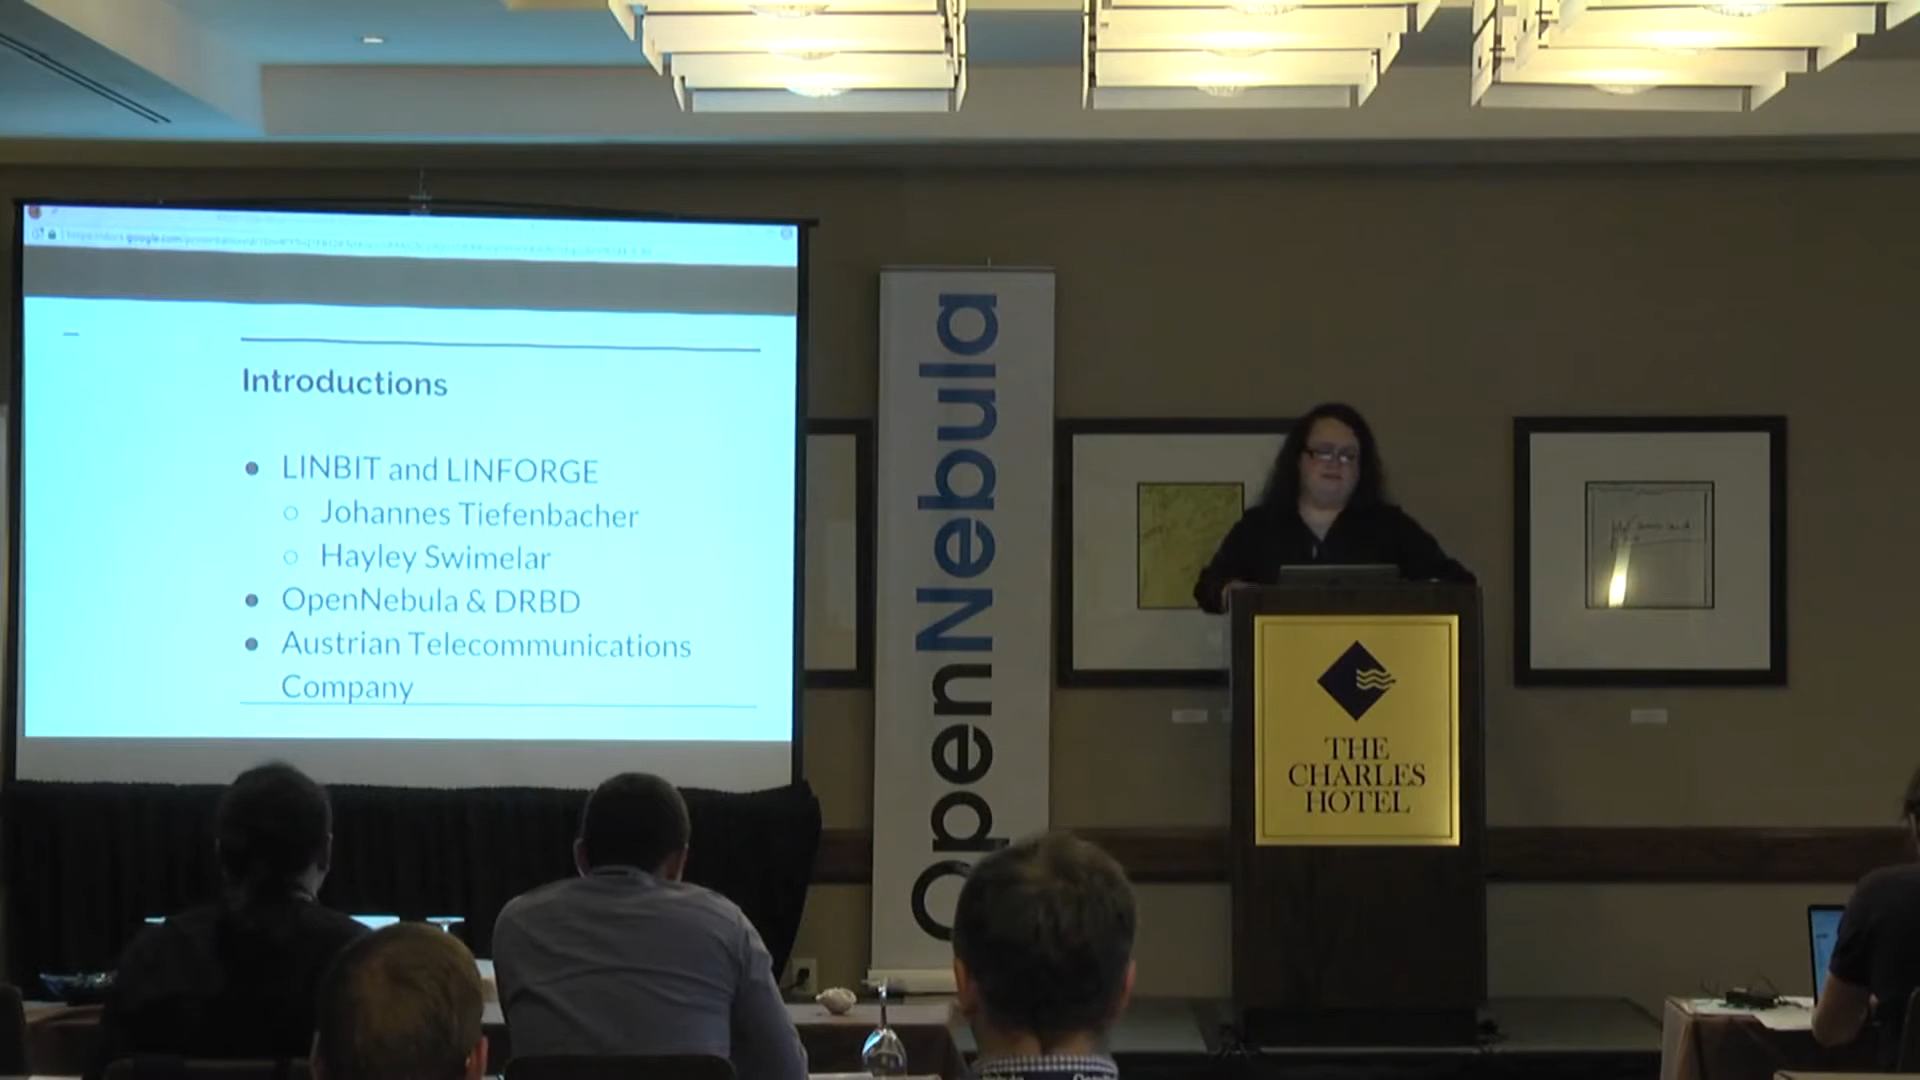 Introductions
LINBIT and LINFORGE
Johannes Tiefenbacher
Hayley Swimelar
OpenNebula & DRBD
Austrian Telecommunications
Company
OpenNebula
THE
CHARLES
HOTEL